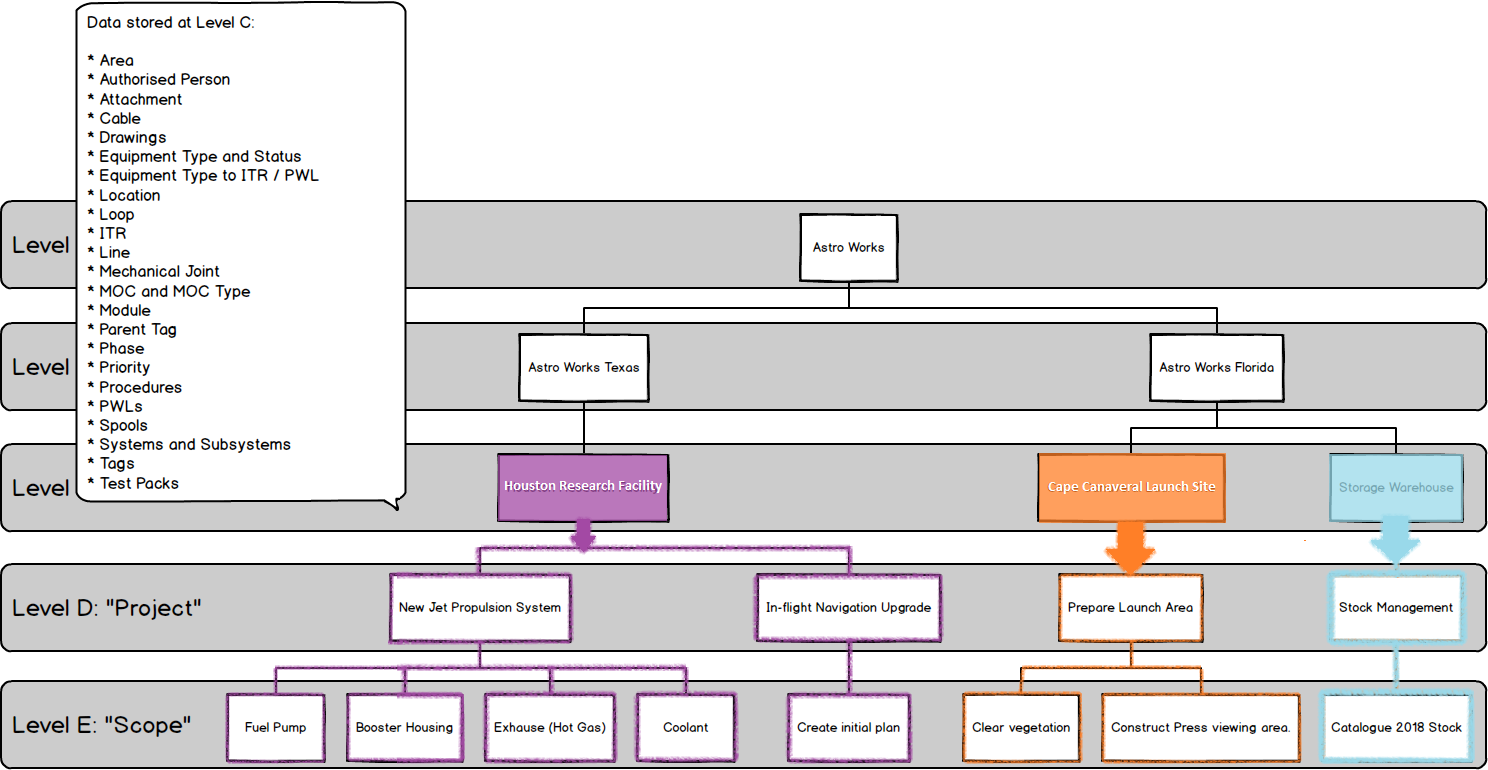 Data stored at Level C:
* Area
* Authorised Person
* Attachment
* Cable
* Drawings
* Equipment Type and Status
* Equipment Type to ITR / PWL
* Location
* Loop
* ITR
* Line
* Mechanical Joint
* MOC and MOC Type
* Module
* Parent Tag
* Phase
* Priority
* Procedures
* PWLs
* Spools
* Systems and Subsystems
* Tags
* Test Packs
Level
Astro Works
Level
Astro Works Texas
Astro Works Florida
Level
Houston Research Facility
Cape Canaveral Launch Site
Storage Warehouse
Level D: "Project"
New Jet Propulsion System
In-flight Navigation Upgrade
Prepare Launch Area
Stock Management
Level E: "Scope"
Fuel Pump
Booster Housing
Exhause (Hot Gas)
Coolant
Create initial plan
Clear vegetation
Construct Press viewing area.
Catalogue 2018 Stock